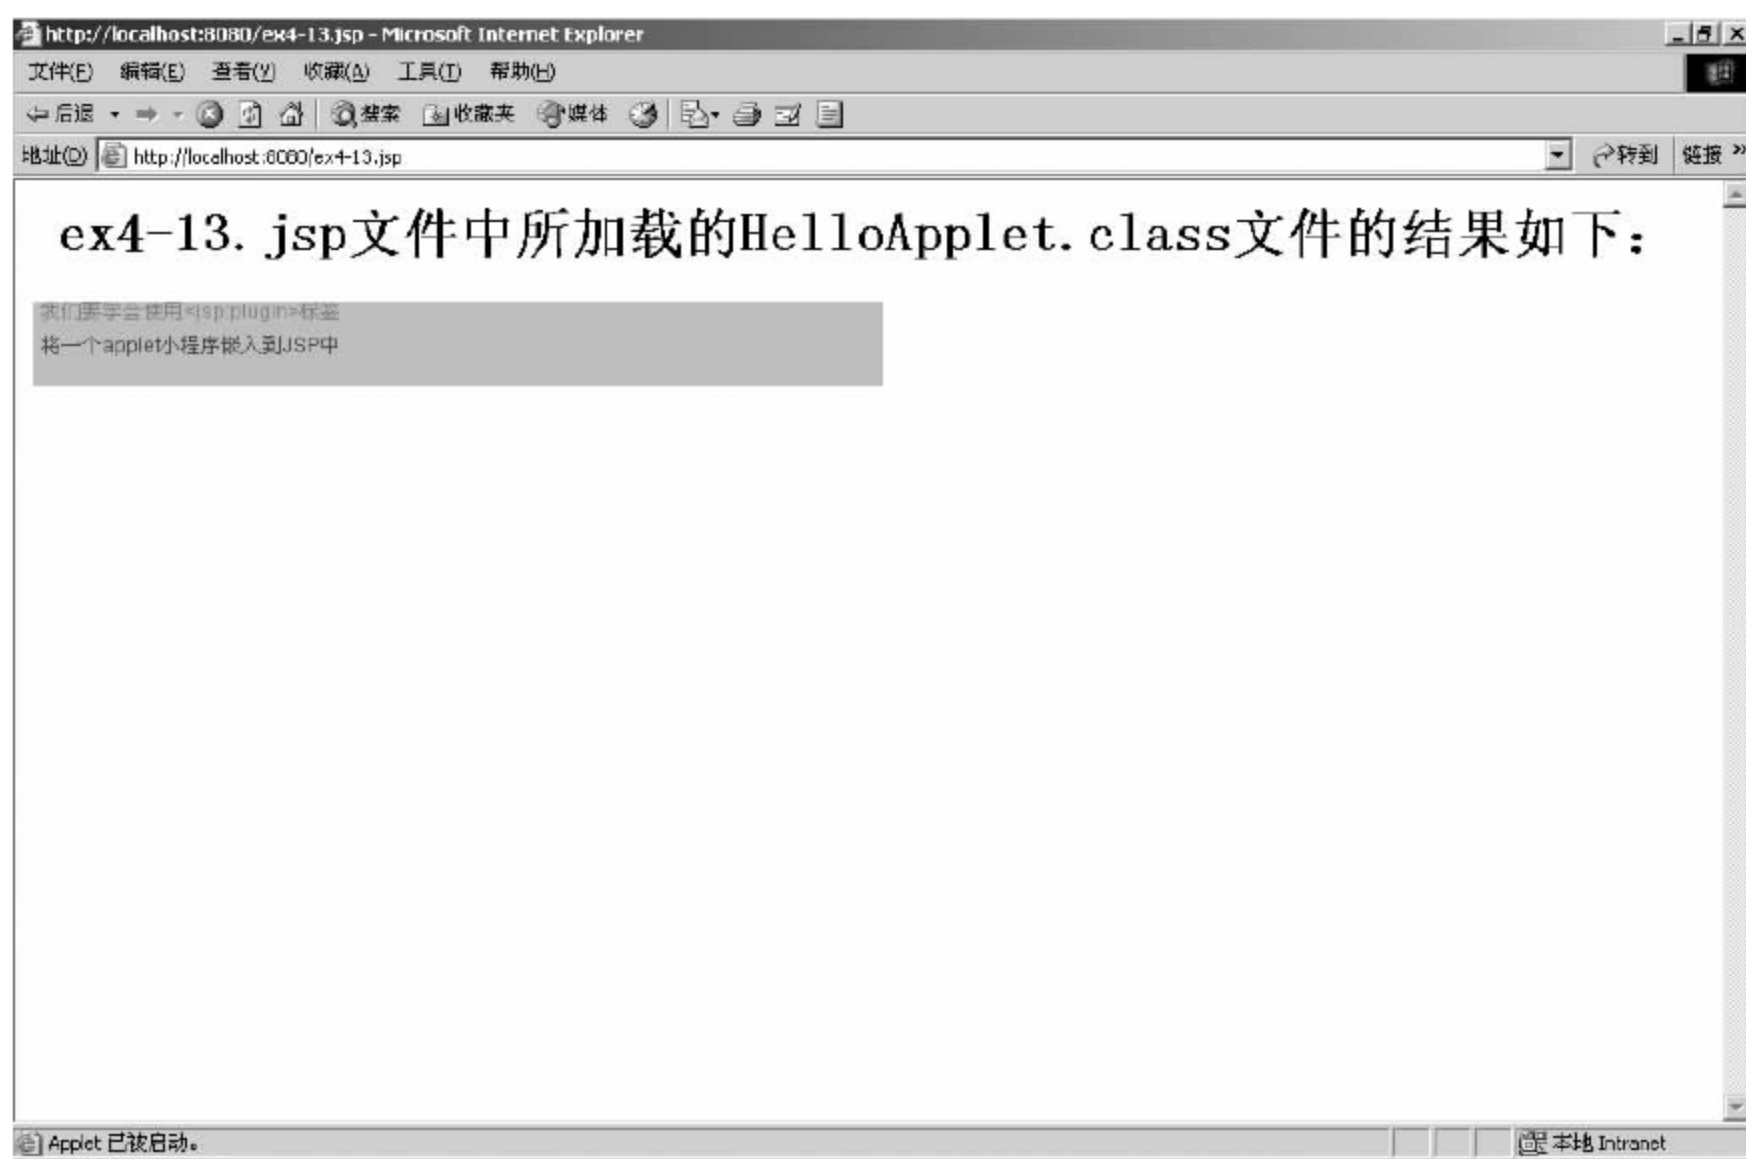 http://localhost:8080/ex4-13.jsp - Microsoft Internet Explorer
文件(F) 编辑(E) 查看(V) 收藏(A) 工具(T) 帮助(H)
后退 搜索 收藏夹 媒体
地址(D) http://localhost:8080/ex4-13.jsp 转到 链接 »
ex4-13.jsp文件中所加载的HelloApplet.class文件的结果如下：
我们要学会使用<jsp:plugin>标签
将一个applet小程序嵌入到JSP中
Applet 已被启动。 本地 Intranet